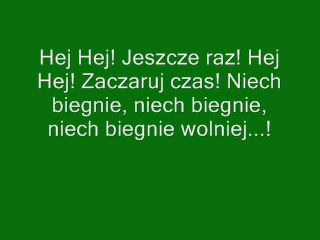 Hej Hej! Jeszcze raz! Hej
Hej! Zaczaruj czas! Niech
biegnie, niech biegnie,
niech biegnie wolniej...!